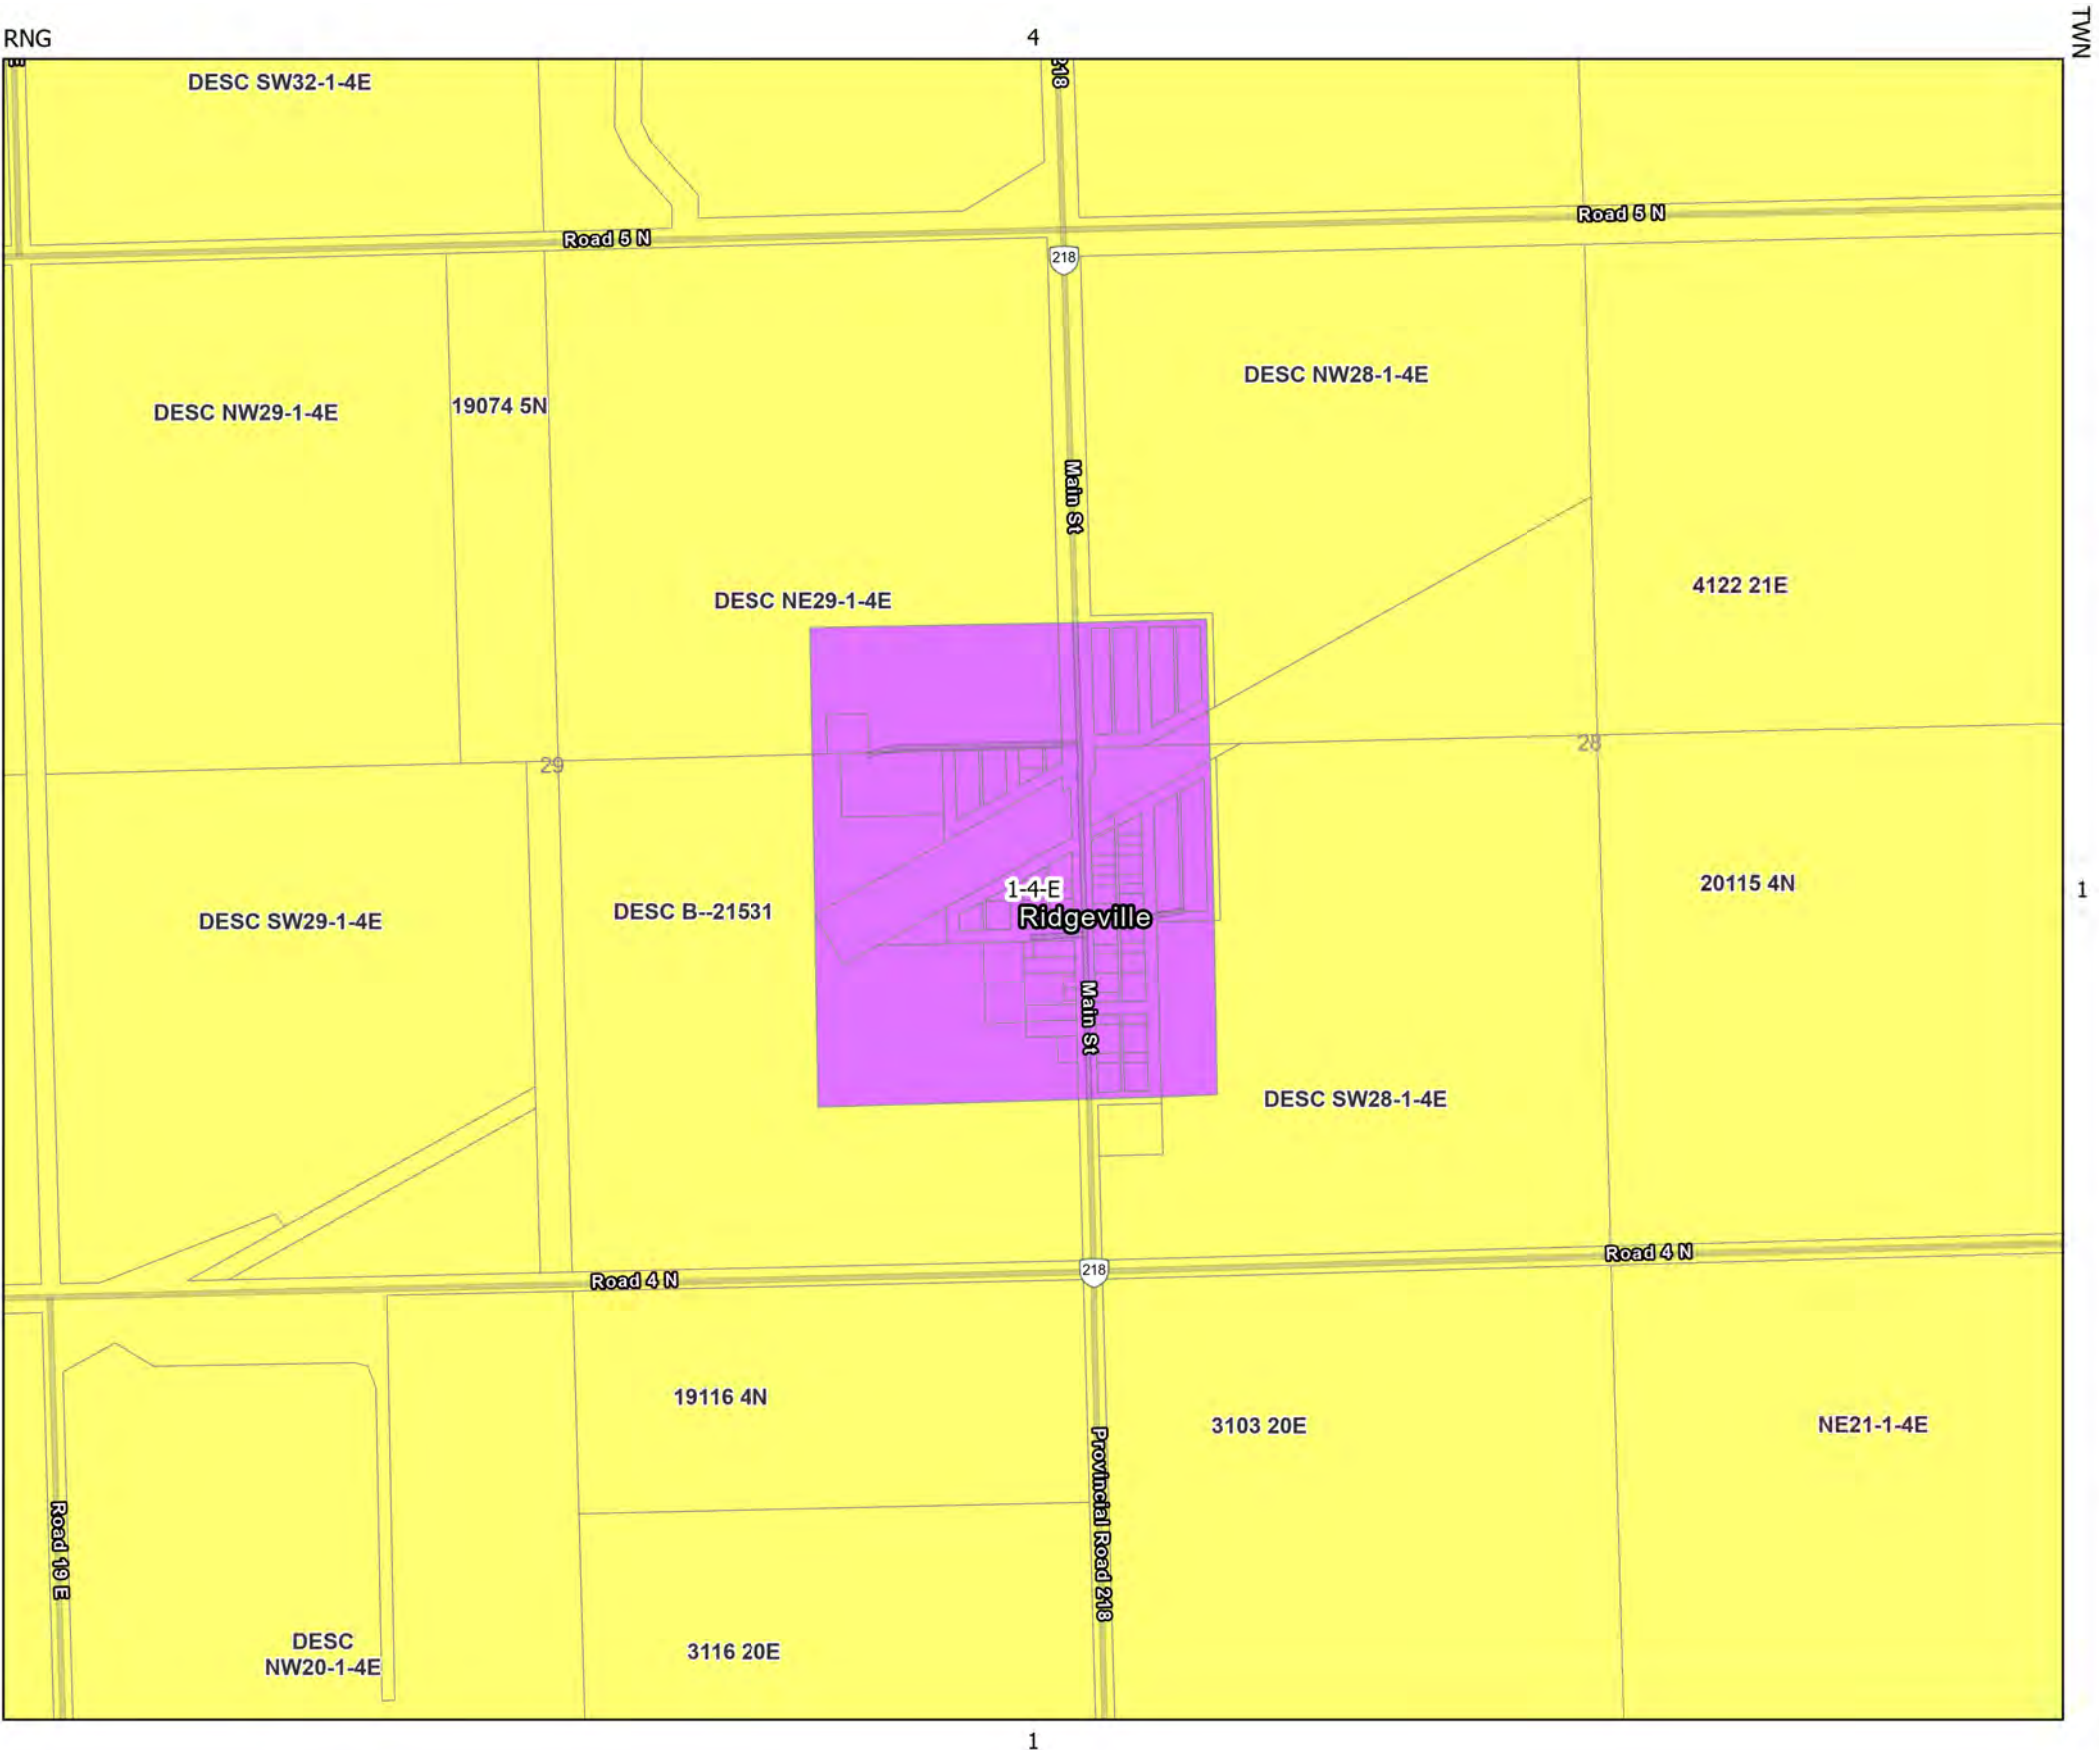 RNG
4
TWN
DESC SW32-1-4E
218
Road 5 N
Road 5 N
218
DESC NW28-1-4E
DESC NW29-1-4E
19074 5N
Main St
4122 21E
DESC NE29-1-4E
28
29
20115 4N
1
1-4-E
DESC B--21531
Ridgeville
DESC SW29-1-4E
Main St
DESC SW28-1-4E
Road 4 N
218
Road 4 N
19116 4N
3103 20E
NE21-1-4E
Provincial Road 218
Road 19 E
DESC
NW20-1-4E
3116 20E
1